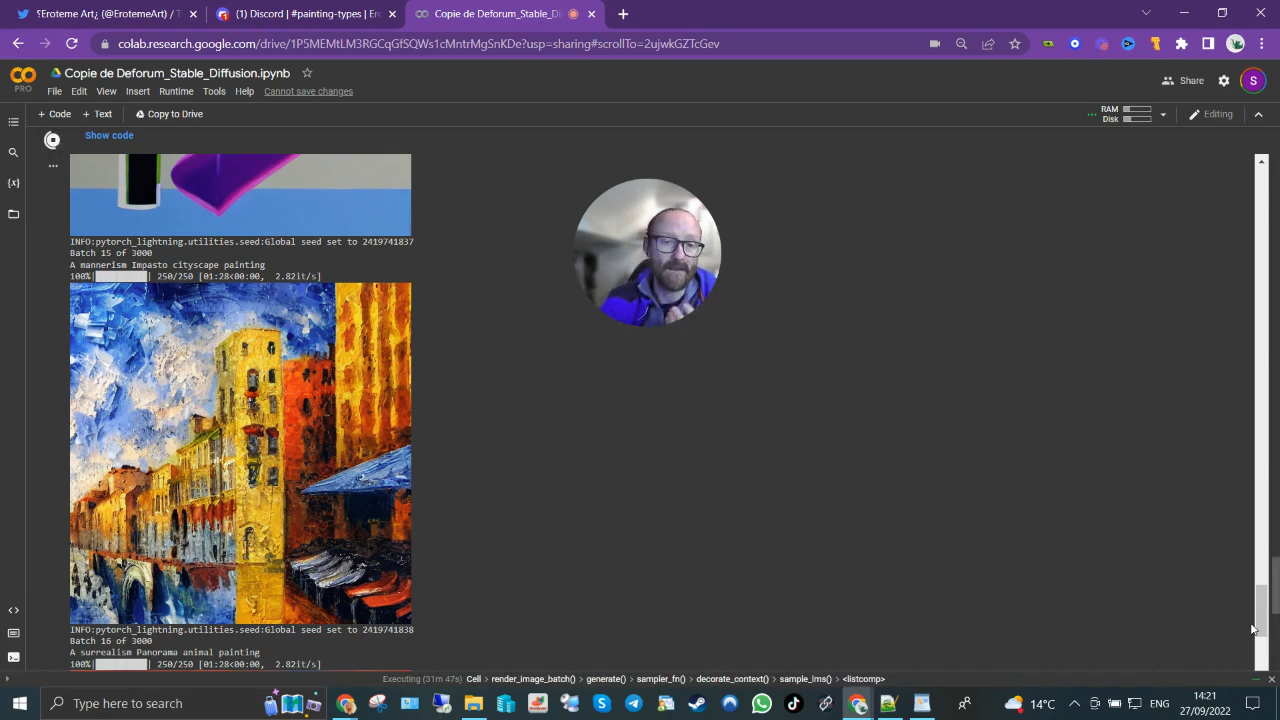 ʕEroteme Art¿ (@ErotemeArt) / T
(1) Discord | #painting-types | Ero
Copie de Deforum_Stable_Di
colab.research.google.com/drive/1P5MEMtLM3RGCqGfSQWs1cMntrMgSnKDe?usp=sharing#scrollTo=2ujwkGZTcGev
PRO
Copie de Deforum_Stable_Diffusion.ipynb
Share
S
File Edit View Insert Runtime Tools Help Cannot save changes
+ Code + Text Copy to Drive
RAM
Disk
Editing
Show code
INFO:pytorch_lightning.utilities.seed:Global seed set to 2419741837
Batch 15 of 3000
A mannerism Impasto cityscape painting
100%| | 250/250 [01:28<00:00, 2.82it/s]
INFO:pytorch_lightning.utilities.seed:Global seed set to 2419741838
Batch 16 of 3000
A surrealism Panorama animal painting
100%| | 250/250 [01:28<00:00, 2.82it/s]
Executing (31m 47s) Cell > render_image_batch() > generate() > sampler_fn() > decorate_context() > sample_lms() > <listcomp>
Type here to search
14°C
ENG
14:21
27/09/2022